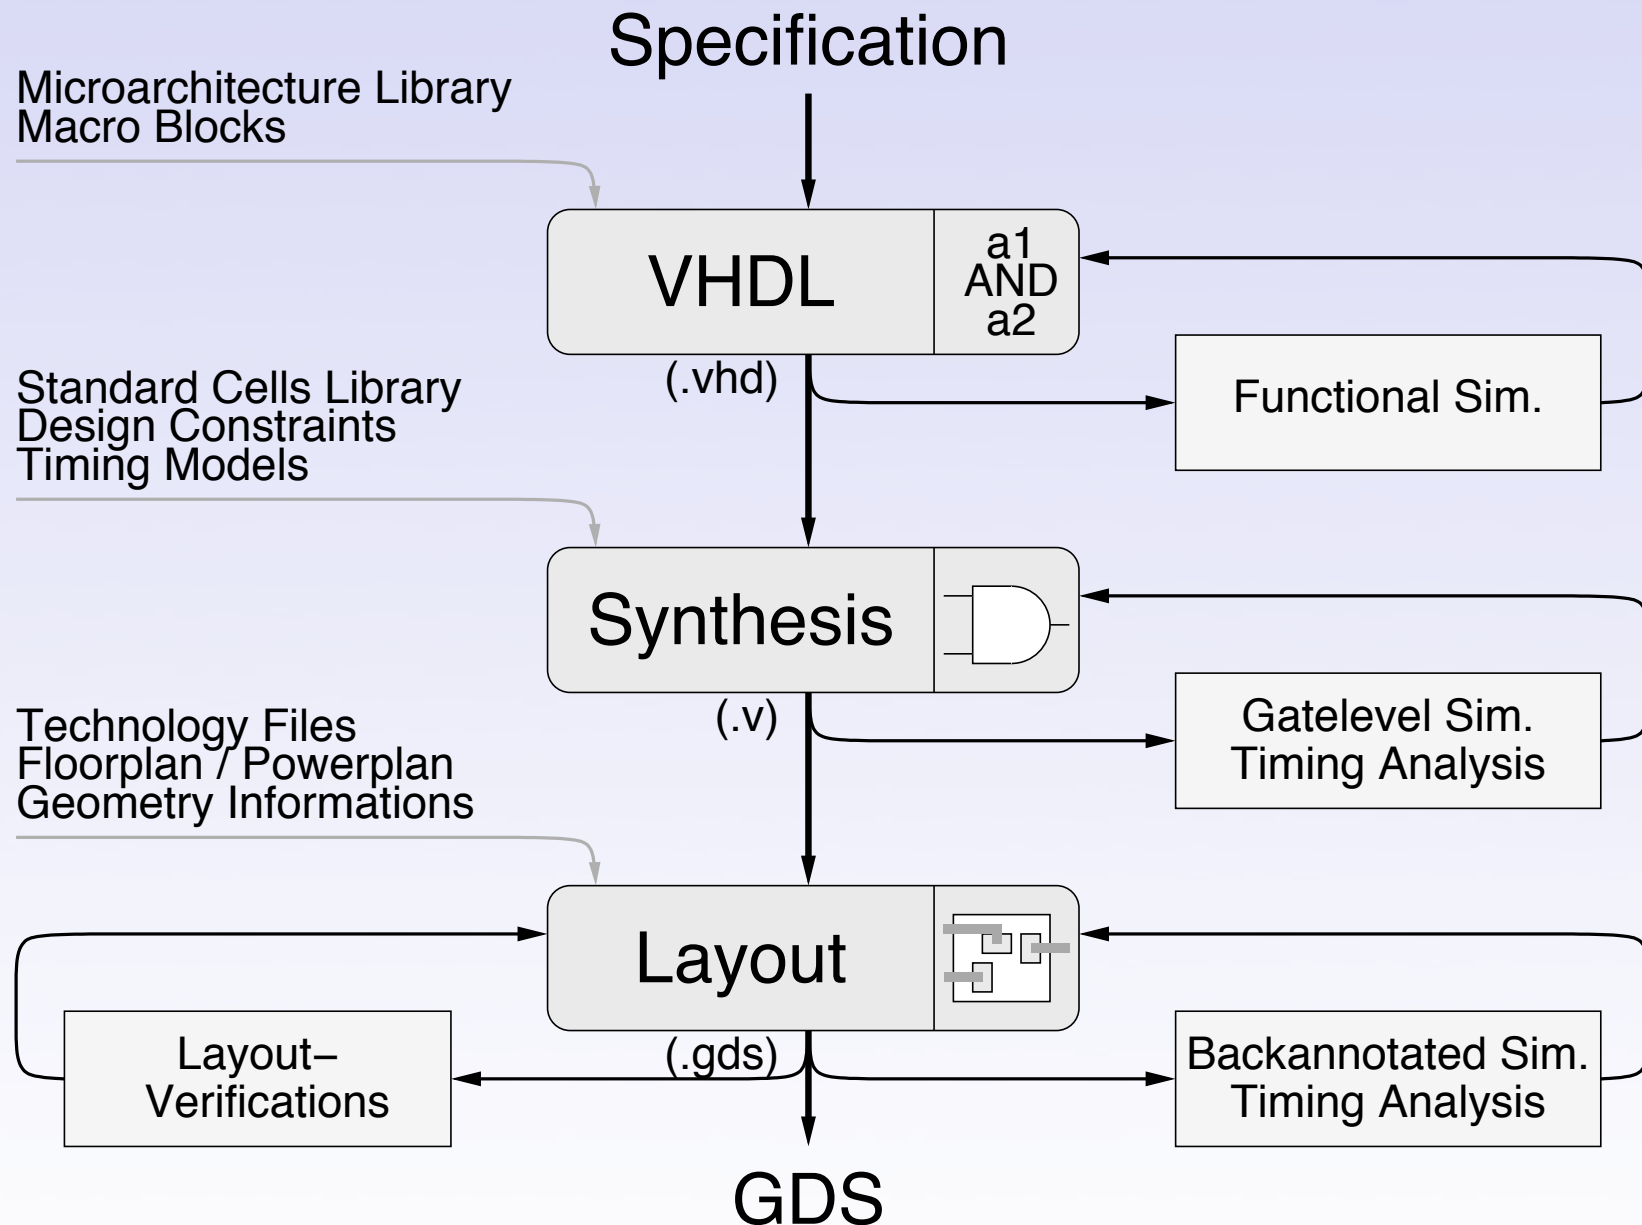 Specification
Microarchitecture Library
Macro Blocks
VHDL
a1
AND
a2
(.vhd)
Functional Sim.
Standard Cells Library
Design Constraints
Timing Models
Synthesis
(.v)
Gatelevel Sim.
Timing Analysis
Technology Files
Floorplan / Powerplan
Geometry Informations
Layout
(.gds)
Layout–
Verifications
Backannotated Sim.
Timing Analysis
GDS